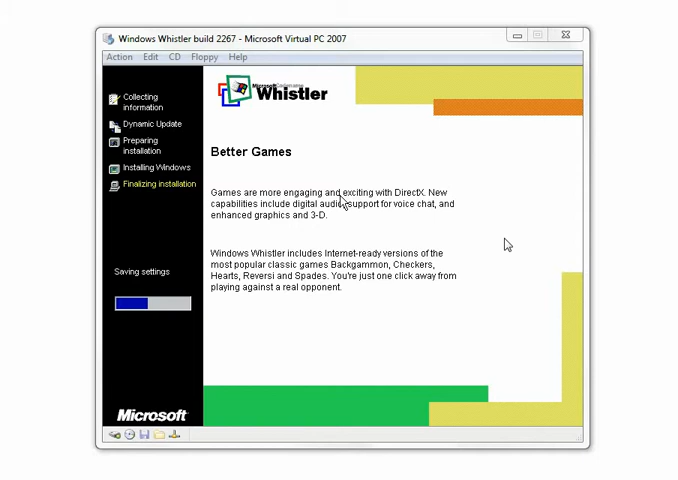 Windows Whistler build 2267 - Microsoft Virtual PC 2007
Action Edit CD Floppy Help
Collecting
information
Dynamic Update
Preparing
installation
Installing Windows
Finalizing installation
Saving settings
Microsoft
Microsoft
Whistler
Better Games
Games are more engaging and exciting with DirectX. New
capabilities include digital audio support for voice chat, and
enhanced graphics and 3-D.
Windows Whistler includes Internet-ready versions of the
most popular classic games Backgammon, Checkers,
Hearts, Reversi and Spades. You're just one click away from
playing against a real opponent.